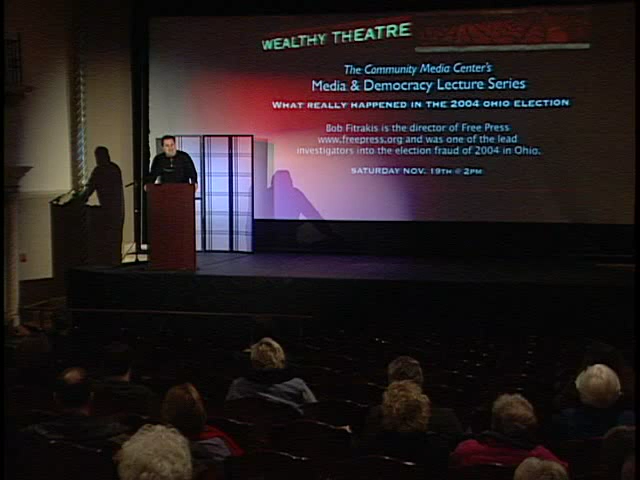 WEALTHY THEATRE
The Community Media Center's
Media & Democracy Lecture Series
WHAT REALLY HAPPENED IN THE 2004 OHIO ELECTION
Bob Fitrakis is the director of Free Press
www.freepress.org and was one of the lead
investigators into the election fraud of 2004 in Ohio.
SATURDAY NOV. 19TH @ 2PM